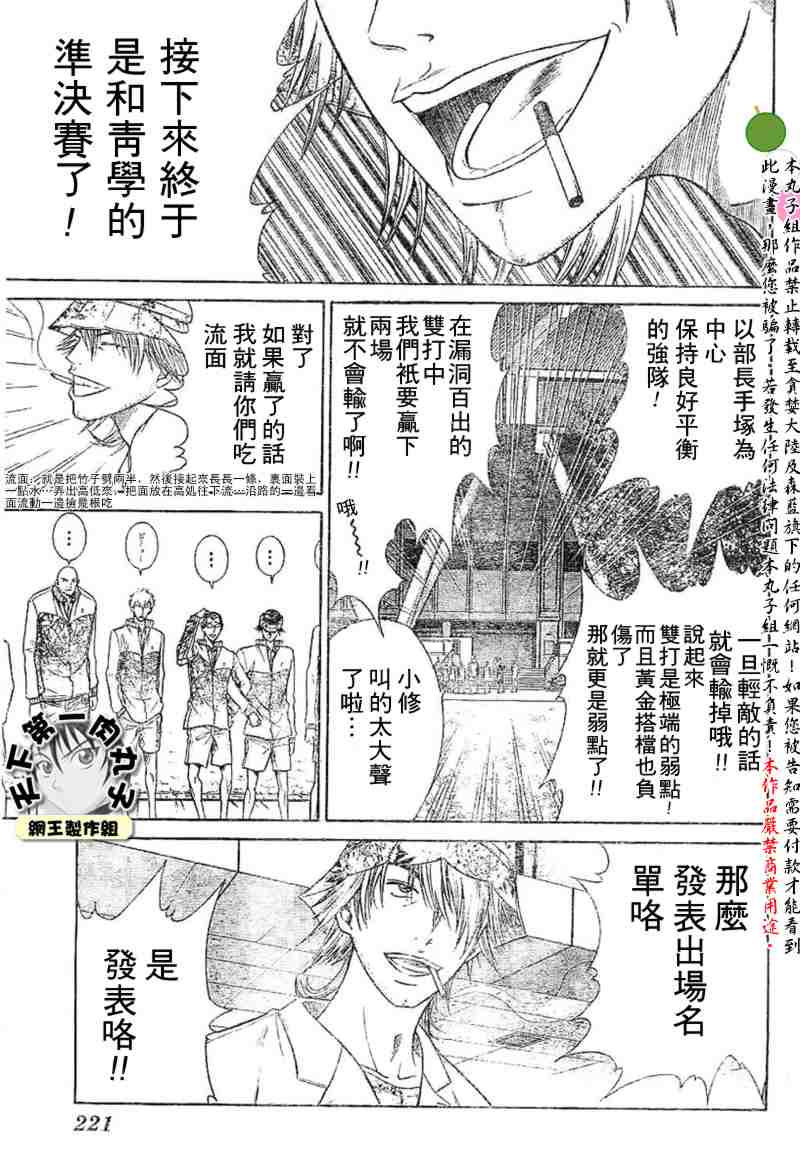 接下來終于
是和青學的
準決賽了!
以部長手塚為
中心
保持良好平衡
的強隊!
在漏洞百出的
雙打中
我們衹要贏下
兩場
就不會輸了啊!!
哦~~~!!
對了
如果贏了的話
我就請你們吃
流面
流面:就是把竹子劈兩半,然後接起來長長一條,裏面裝上
一點水…弄出高低來,把面放在高処往下流…沿路的一邊看
面流動一邊撿幾根吃
一旦輕敵的話
就會輸掉哦!!
說起來
雙打是極端的弱點!
而且黃金搭檔也負
傷了
那就更是弱點了!!
小修
叫的太大聲
了啦…
…
…
…
天下第一肉丸子
網王製作組
那麼
發表出場名
單咯
是
發表咯!!
221
本丸子組作品禁止轉載至貪婪大陸及森藍旗下的任何網站!如果您被告知需要付款才能看到
此漫畫!那麼您被騙了…若發生任何法律問題本丸子組一慨不負責!本作品嚴禁商業用途.